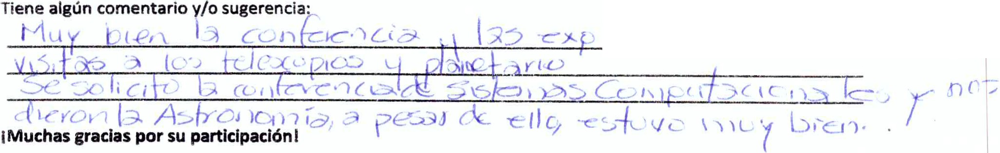 Tiene algún comentario y/o sugerencia:
Muy bien la conferencia y las exp
visitas a los telescopios y planetario
Se solicito la conferencia de sistemas Computacionales y nos
dieron la Astronomía, a pesar de ello, estuvo muy bien.
¡Muchas gracias por su participación!